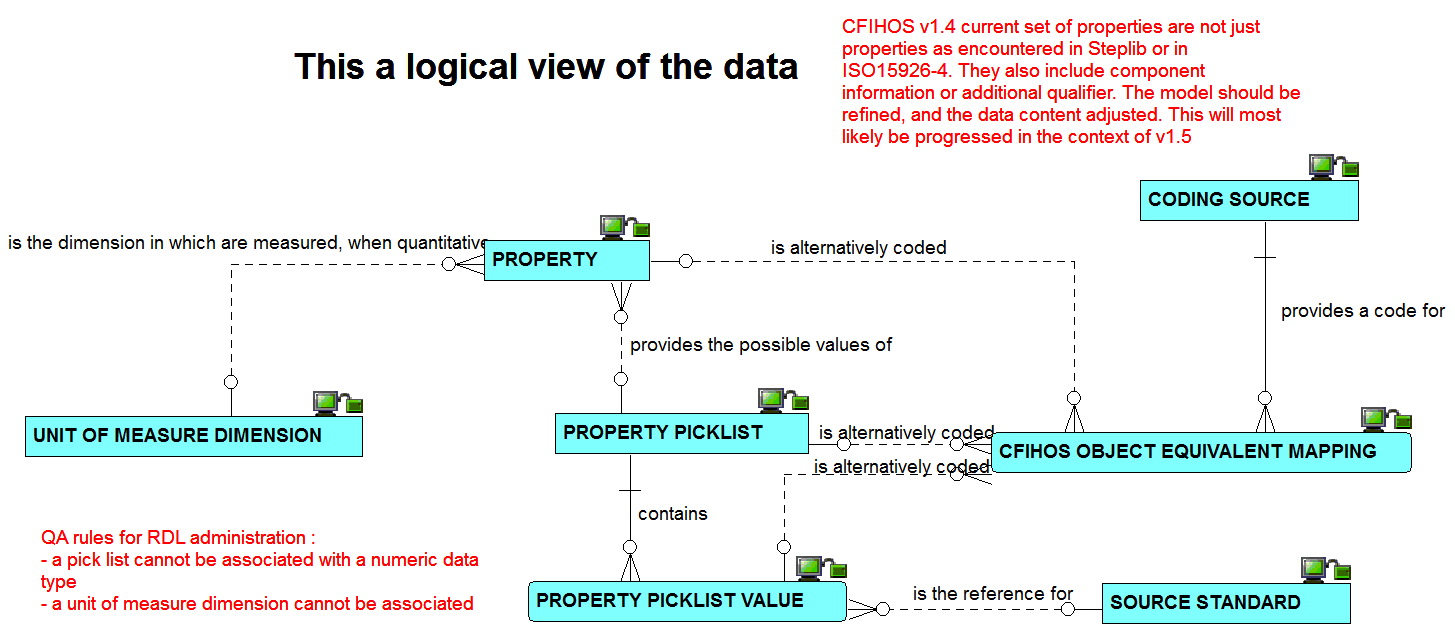 This a logical view of the data
CFIHOS v1.4 current set of properties are not just
properties as encountered in Steplib or in
ISO15926-4. They also include component
information or additional qualifier. The model should be
refined, and the data content adjusted. This will most
likely be progressed in the context of v1.5
CODING SOURCE
is the dimension in which are measured, when quantitative
PROPERTY
is alternatively coded
provides a code for
provides the possible values of
UNIT OF MEASURE DIMENSION
PROPERTY PICKLIST
is alternatively coded
CFIHOS OBJECT EQUIVALENT MAPPING
is alternatively coded
contains
QA rules for RDL administration :
- a pick list cannot be associated with a numeric data
type
- a unit of measure dimension cannot be associated
PROPERTY PICKLIST VALUE
is the reference for
SOURCE STANDARD